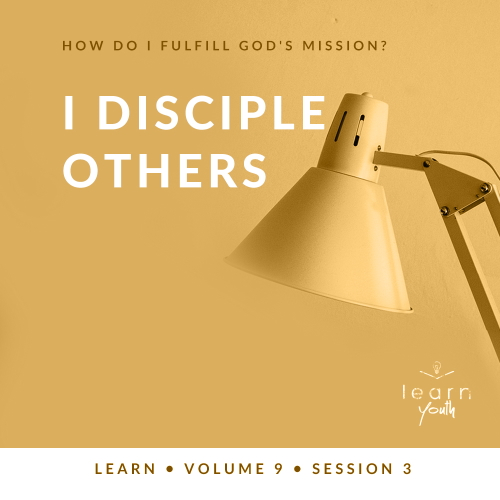 HOW DO I FULFILL GOD'S MISSION?
I DISCIPLE
OTHERS
learn
youth
LEARN • VOLUME 9 • SESSION 3